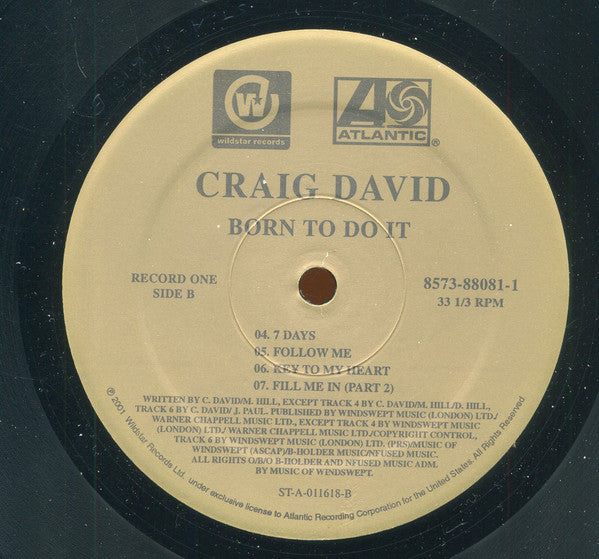 W
wildstar records
A
ATLANTIC®
CRAIG DAVID
BORN TO DO IT
RECORD ONE
SIDE B
8573-88081-1
33 1/3 RPM
04. 7 DAYS
05. FOLLOW ME
06. KEY TO MY HEART
07. FILL ME IN (PART 2)
WRITTEN BY C. DAVID/M. HILL, EXCEPT TRACK 4 BY C. DAVID/M. HILL/D. HILL,
TRACK 6 BY C. DAVID/ J. PAUL. PUBLISHED BY WINDSWEPT MUSIC (LONDON) LTD./
WARNER CHAPPELL MUSIC LTD., EXCEPT TRACK 4 BY WINDSWEPT MUSIC
(LONDON) LTD./ WARNER CHAPPELL MUSIC LTD./COPYRIGHT CONTROL,
TRACK 6 BY WINDSWEPT MUSIC (LONDON) LTD. (PRS)/MUSIC OF
WINDSWEPT (ASCAP)/B-HOLDER MUSIC/NFUSED MUSIC.
ALL RIGHTS O/B/O B-HOLDER AND NFUSED MUSIC ADM.
BY MUSIC OF WINDSWEPT.
ST-A-011618-B
℗ 2001 Wildstar Records Ltd. under exclusive license to Atlantic Recording Corporation for the United States. All Rights Reserved